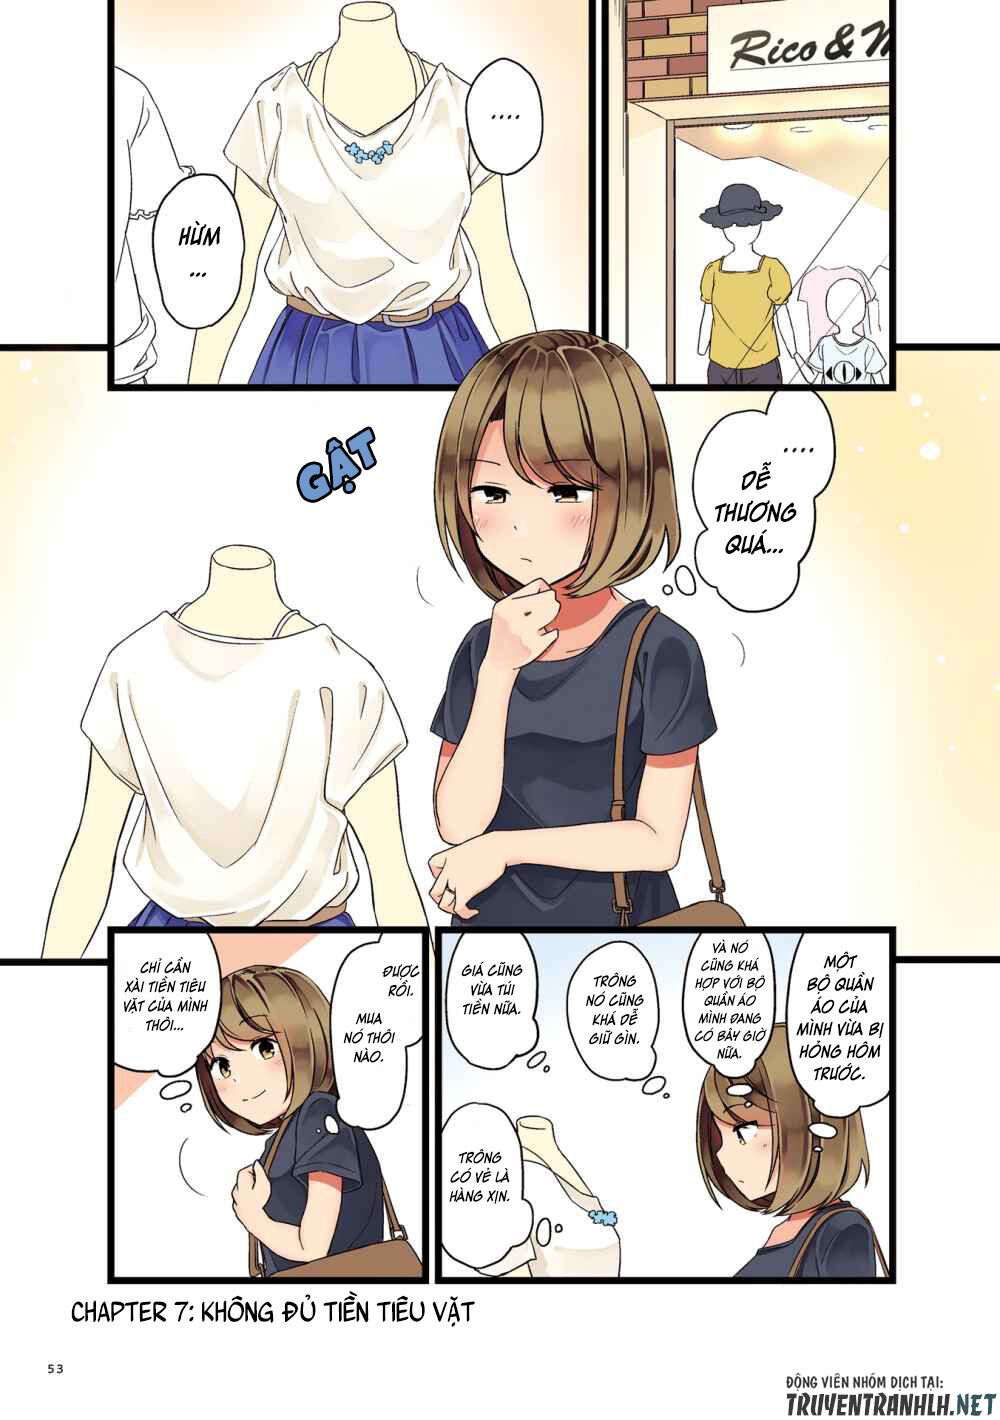 Rico & M
....
HỪM
...
....
DỄ
THƯƠNG
QUÁ...
GẬT
MỘT
BỘ QUẦN
ÁO CỦA
MÌNH VỪA BỊ
HỎNG HÔM
TRƯỚC.
VÀ NÓ
CŨNG KHÁ
HỢP VỚI BỘ
QUẦN ÁO
MÌNH ĐANG
CÓ BÂY GIỜ
NỮA.
TRÔNG
NÓ CŨNG
KHÁ DỄ
GIỮ GÌN.
GIÁ CŨNG
VỪA TÚI
TIỀN NỮA.
TRÔNG
CÓ VẺ LÀ
HÀNG XỊN.
ĐƯỢC
RỒI.
MUA
NÓ THÔI
NÀO.
CHỈ CẦN
XÀI TIỀN TIÊU
VẶT CỦA MÌNH
THÔI...
CHAPTER 7: KHÔNG ĐỦ TIỀN TIÊU VẶT
53
ĐỘNG VIÊN NHÓM DỊCH TẠI:
TRUYENTRANHLH.NET